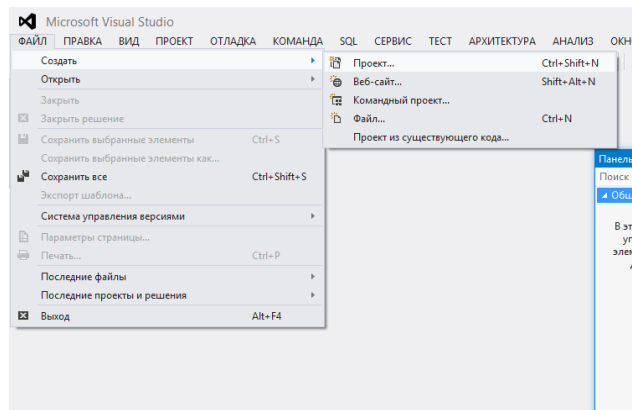 Microsoft Visual Studio
ФАЙЛ ПРАВКА ВИД ПРОЕКТ ОТЛАДКА КОМАНДА SQL СЕРВИС ТЕСТ АРХИТЕКТУРА АНАЛИЗ
Создать
Открыть
Закрыть
Закрыть решение
Сохранить выбранные элементы Ctrl+S
Сохранить выбранные элементы как...
Сохранить все Ctrl+Shift+S
Экспорт шаблона...
Система управления версиями
Параметры страницы...
Печать... Ctrl+P
Последние файлы
Последние проекты и решения
Выход Alt+F4
Проект... Ctrl+Shift+N
Веб-сайт... Shift+Alt+N
Командный проект...
Файл... Ctrl+N
Проект из существующего кода...
Панель
Поиск